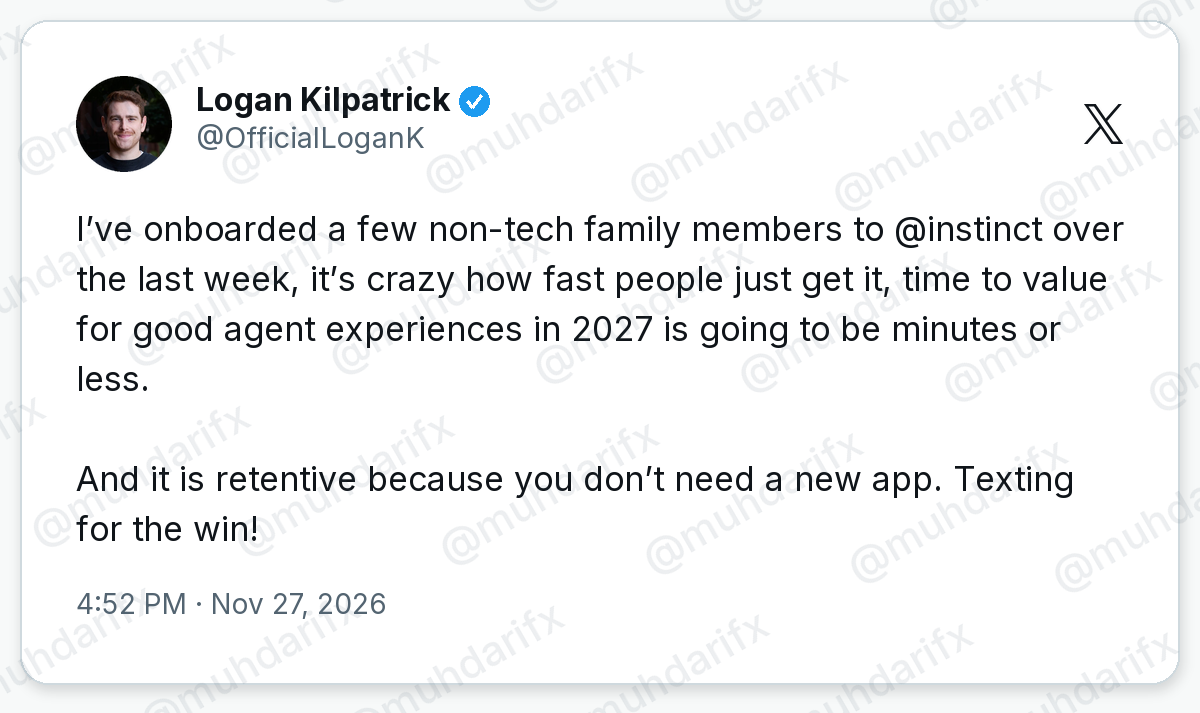 Logan Kilpatrick
@OfficialLoganK
I’ve onboarded a few non-tech family members to @instinct over
the last week, it’s crazy how fast people just get it, time to value
for good agent experiences in 2027 is going to be minutes or
less.
And it is retentive because you don’t need a new app. Texting
for the win!
4:52 PM · Nov 27, 2026
@muhdarifx